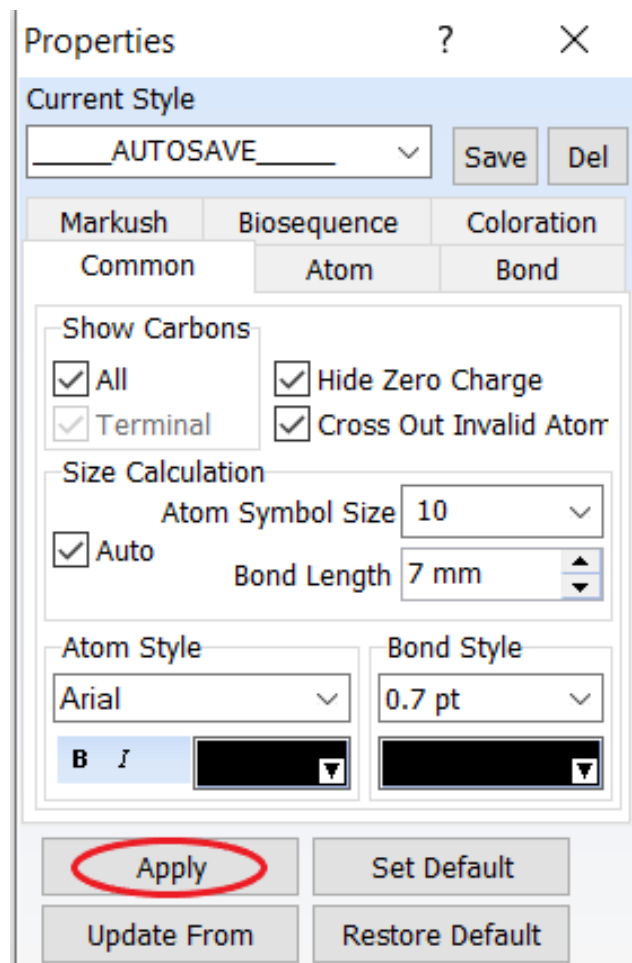 Properties ?
Current Style
_____AUTOSAVE_____ Save Del
Markush Biosequence Coloration
Common Atom Bond
Show Carbons
All Hide Zero Charge
Terminal Cross Out Invalid Atom
Size Calculation
Atom Symbol Size 10
Auto
Bond Length 7 mm
Atom Style Bond Style
Arial 0.7 pt
B I
Apply Set Default
Update From Restore Default